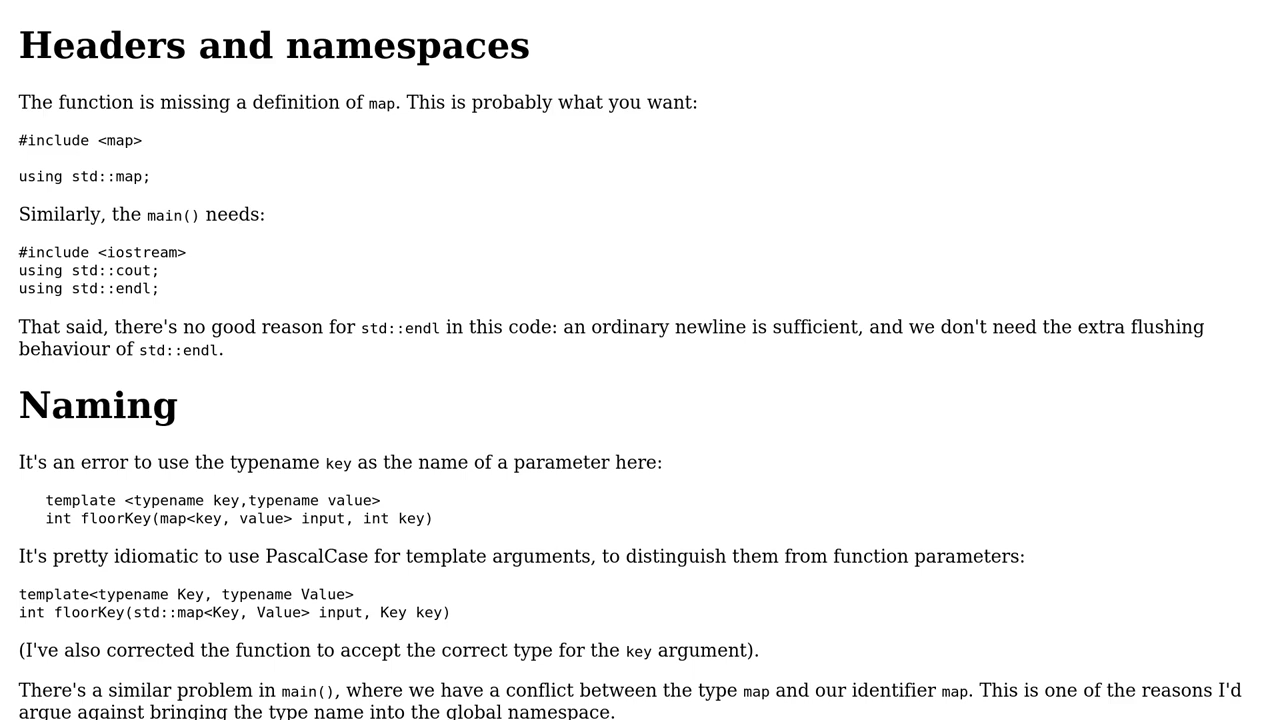 Headers and namespaces
The function is missing a definition of map. This is probably what you want:
#include <map>
using std::map;
Similarly, the main() needs:
#include <iostream>
using std::cout;
using std::endl;
That said, there's no good reason for std::endl in this code: an ordinary newline is sufficient, and we don't need the extra flushing
behaviour of std::endl.
Naming
It's an error to use the typename key as the name of a parameter here:
template <typename key,typename value>
int floorKey(map<key, value> input, int key)
It's pretty idiomatic to use PascalCase for template arguments, to distinguish them from function parameters:
template<typename Key, typename Value>
int floorKey(std::map<Key, Value> input, Key key)
(I've also corrected the function to accept the correct type for the key argument).
There's a similar problem in main(), where we have a conflict between the type map and our identifier map. This is one of the reasons I'd
argue against bringing the type name into the global namespace.